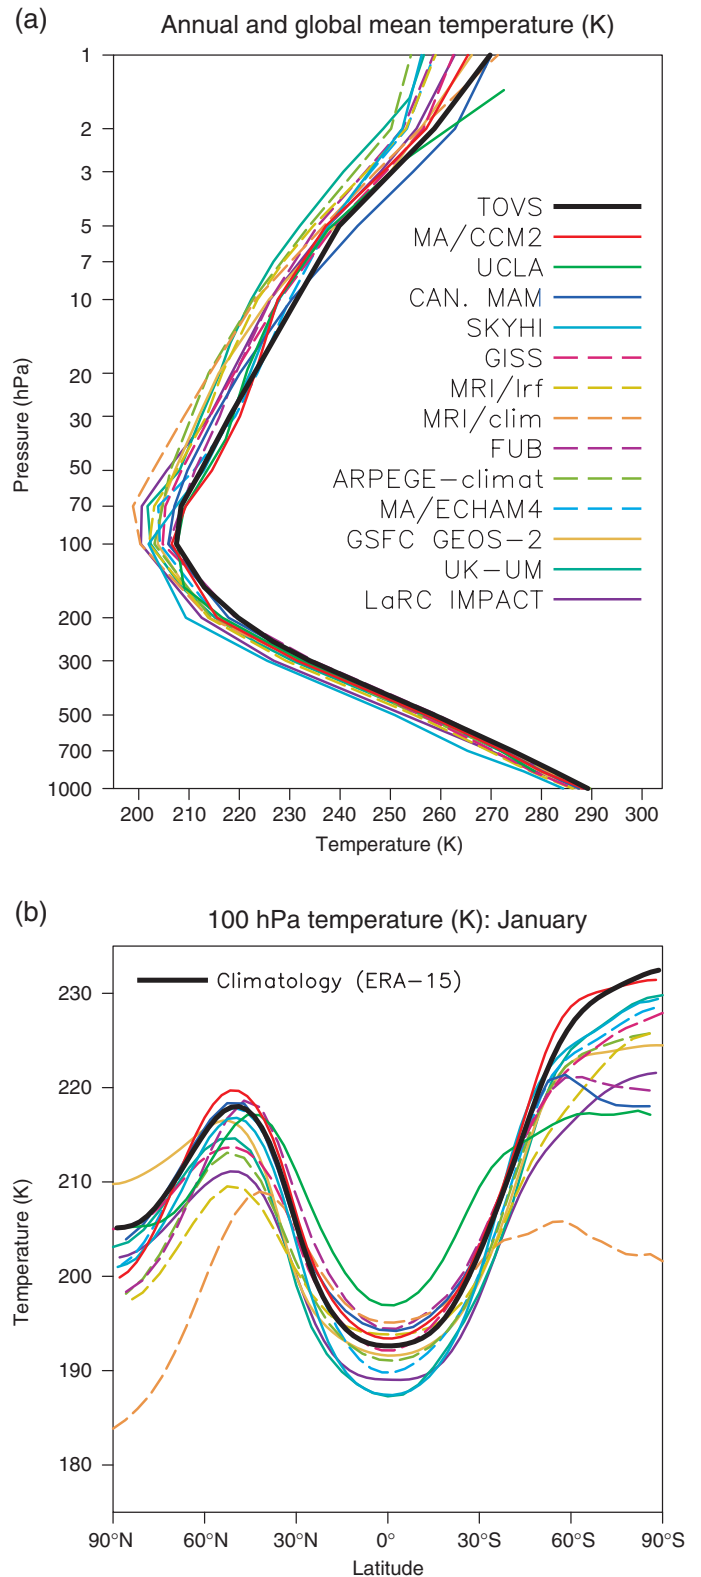 (a)
Annual and global mean temperature (K)
1
2
3
5
7
10
20
30
50
70
100
200
300
500
700
1000
Pressure (hPa)
TOVS
MA/CCM2
UCLA
CAN. MAM
SKYHI
GISS
MRI/lrf
MRI/clim
FUB
ARPEGE-climat
MA/ECHAM4
GSFC GEOS-2
UK-UM
LaRC IMPACT
200 210 220 230 240 250 260 270 280 290 300
Temperature (K)
(b)
100 hPa temperature (K): January
Climatology (ERA-15)
230
220
210
200
190
180
Temperature (K)
90°N 60°N 30°N 0° 30°S 60°S 90°S
Latitude